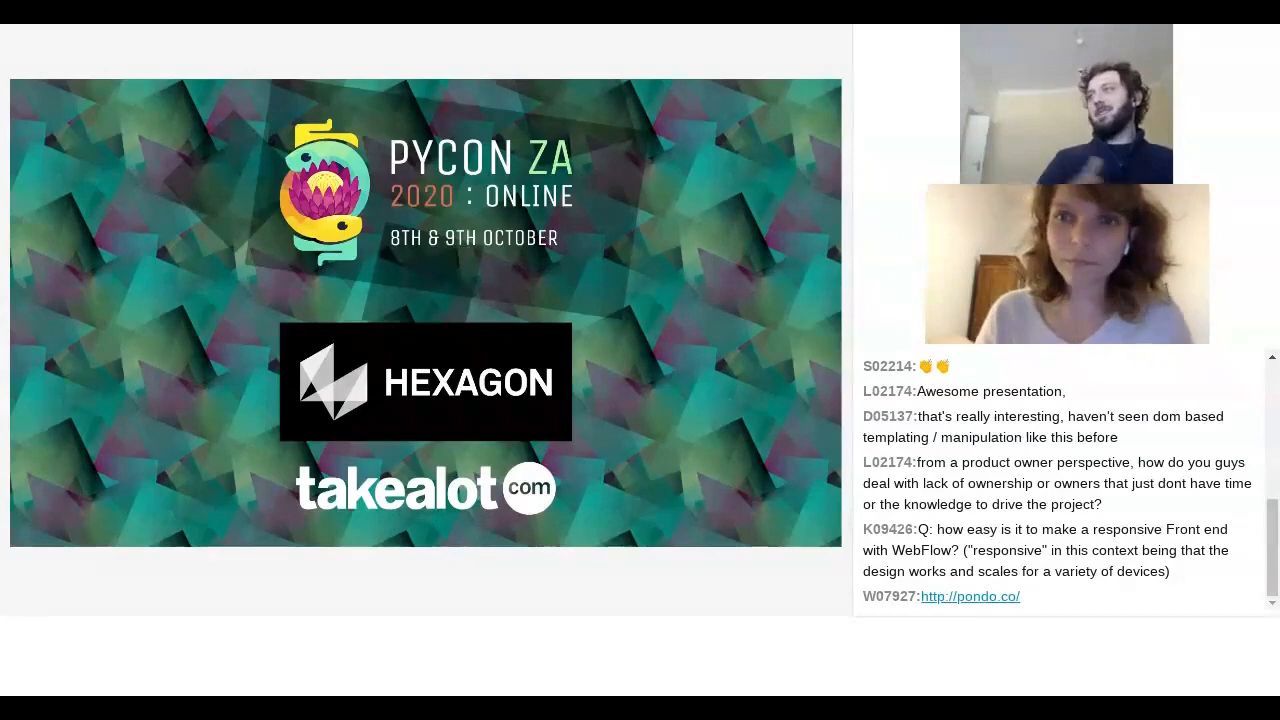 PYCON ZA
2020 : ONLINE
8TH & 9TH OCTOBER
HEXAGON
takealot com
S02214:👏👏
L02174:Awesome presentation,
D05137:that's really interesting, haven't seen dom based
templating / manipulation like this before
L02174:from a product owner perspective, how do you guys
deal with lack of ownership or owners that just dont have time
or the knowledge to drive the project?
K09426:Q: how easy is it to make a responsive Front end
with WebFlow? ("responsive" in this context being that the
design works and scales for a variety of devices)
W07927:http://pondo.co/